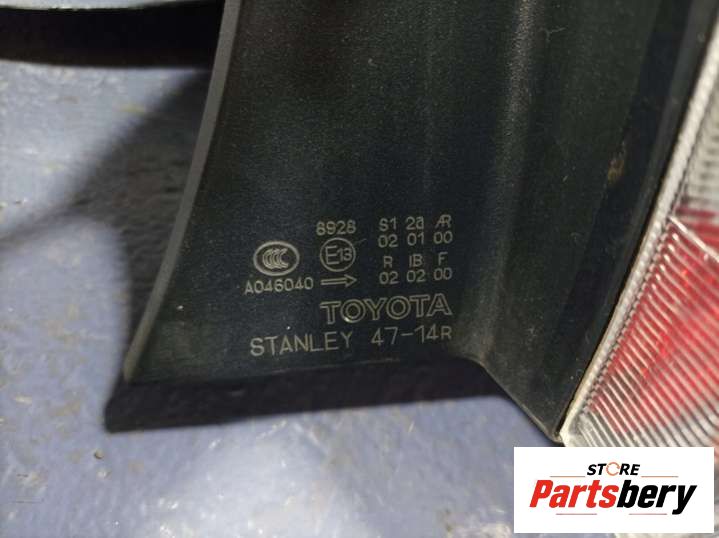 8928 S1 2a AR
02 01 00
CCC E13
R IB F
A046040 → 02 02 00
TOYOTA
STANLEY 47-14R
STORE
Partsbery